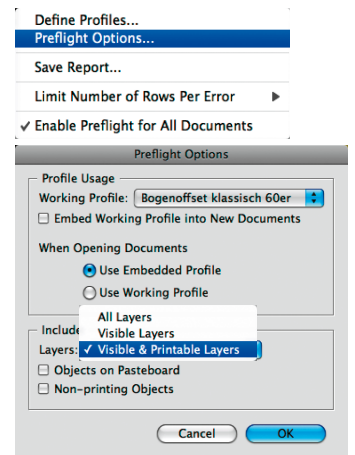 Define Profiles...
Preflight Options...
Save Report...
Limit Number of Rows Per Error
Enable Preflight for All Documents
Preflight Options
Profile Usage
Working Profile: Bogenoffset klassisch 60er
Embed Working Profile into New Documents
When Opening Documents
Use Embedded Profile
Use Working Profile
All Layers
Include
Visible Layers
Layers: ✓ Visible & Printable Layers
Objects on Pasteboard
Non-printing Objects
Cancel OK